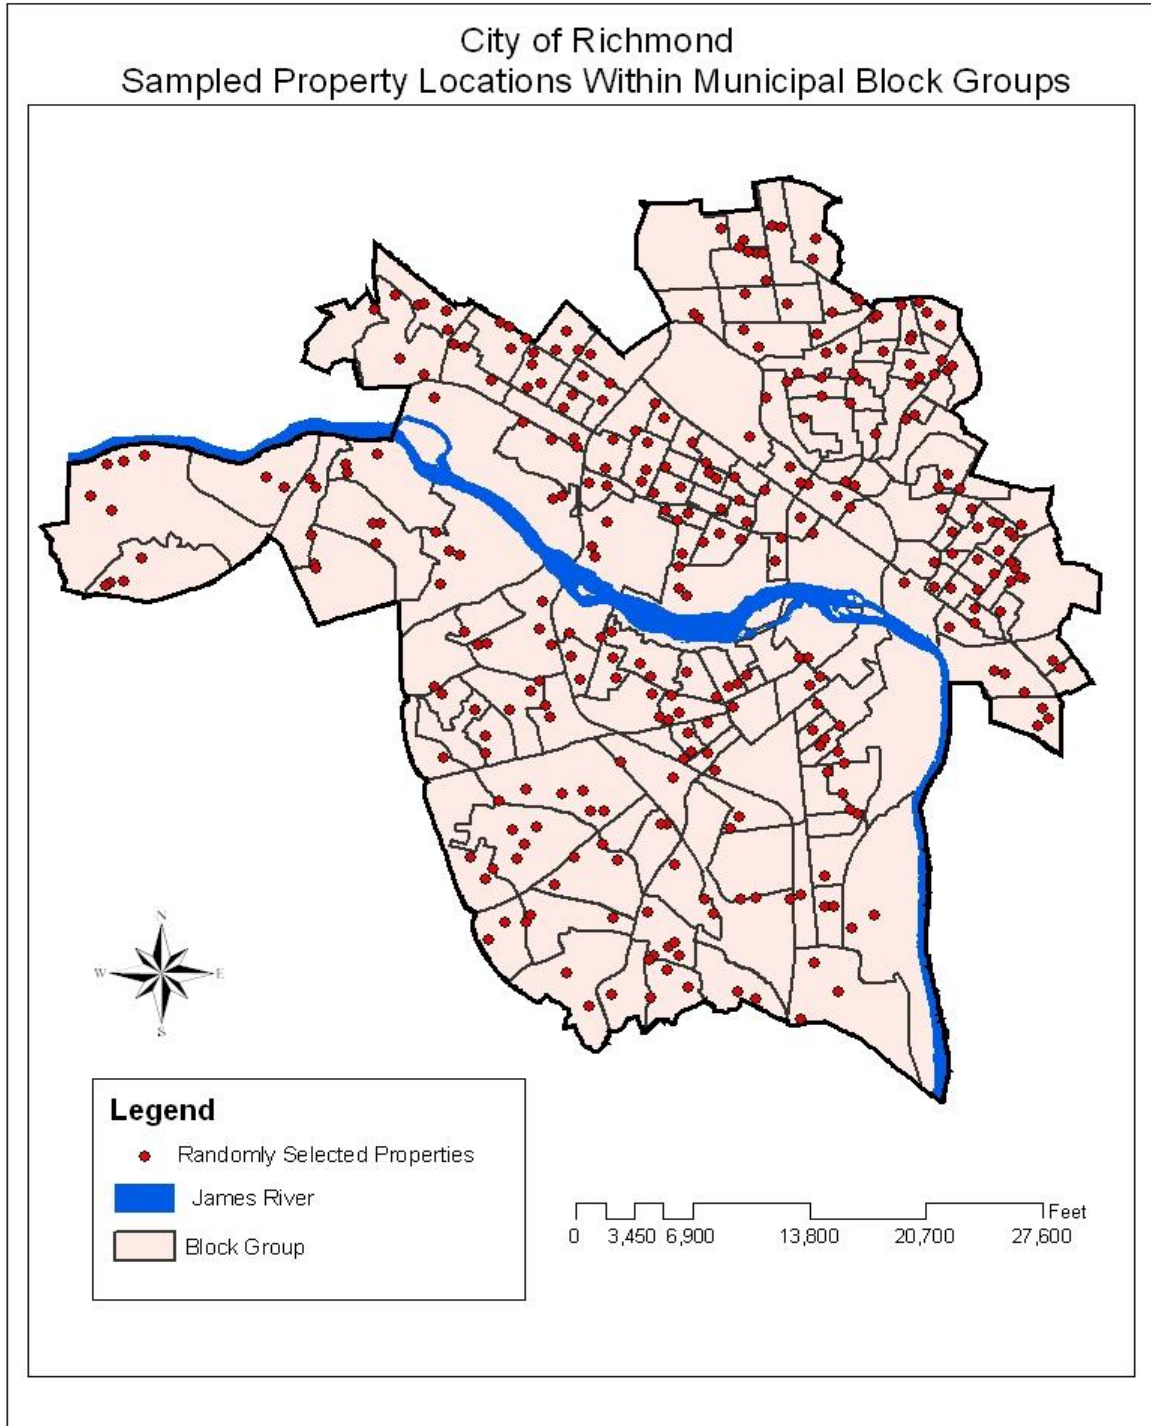 City of Richmond
Sampled Property Locations Within Municipal Block Groups
N
W E
S
Legend
Randomly Selected Properties
James River
Block Group
Feet
0 3,450 6,900 13,800 20,700 27,600